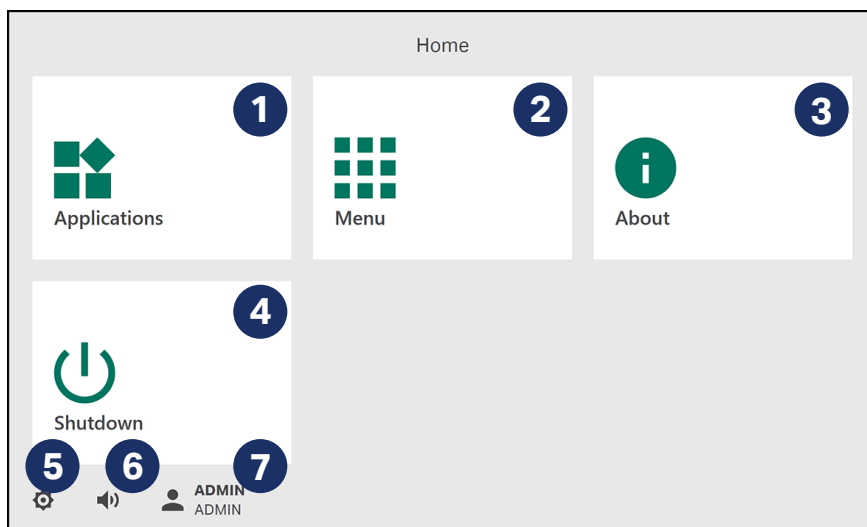 Home
1
2
3
Applications
Menu
About
4
Shutdown
5
6
7
ADMIN
ADMIN